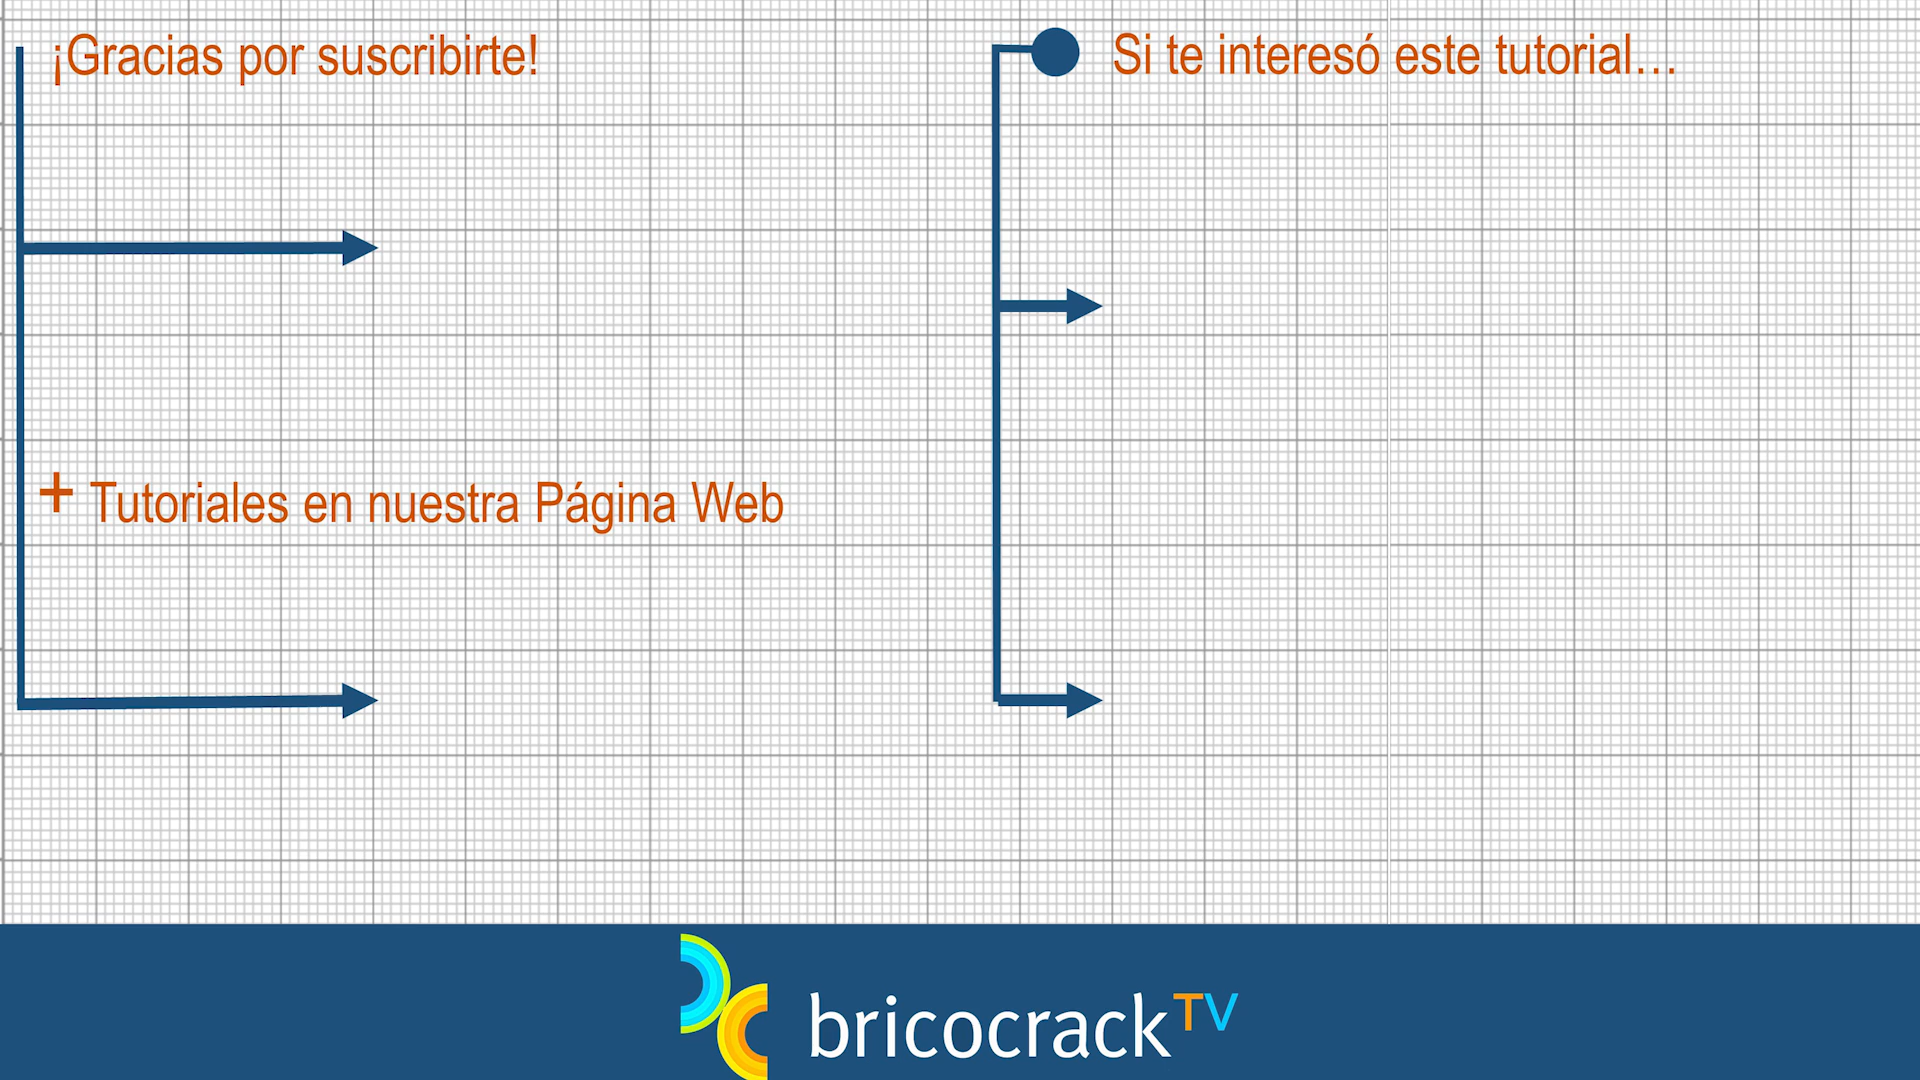 ¡Gracias por suscribirte!
+ Tutoriales en nuestra Página Web
Si te interesó este tutorial...
bricocrackTV